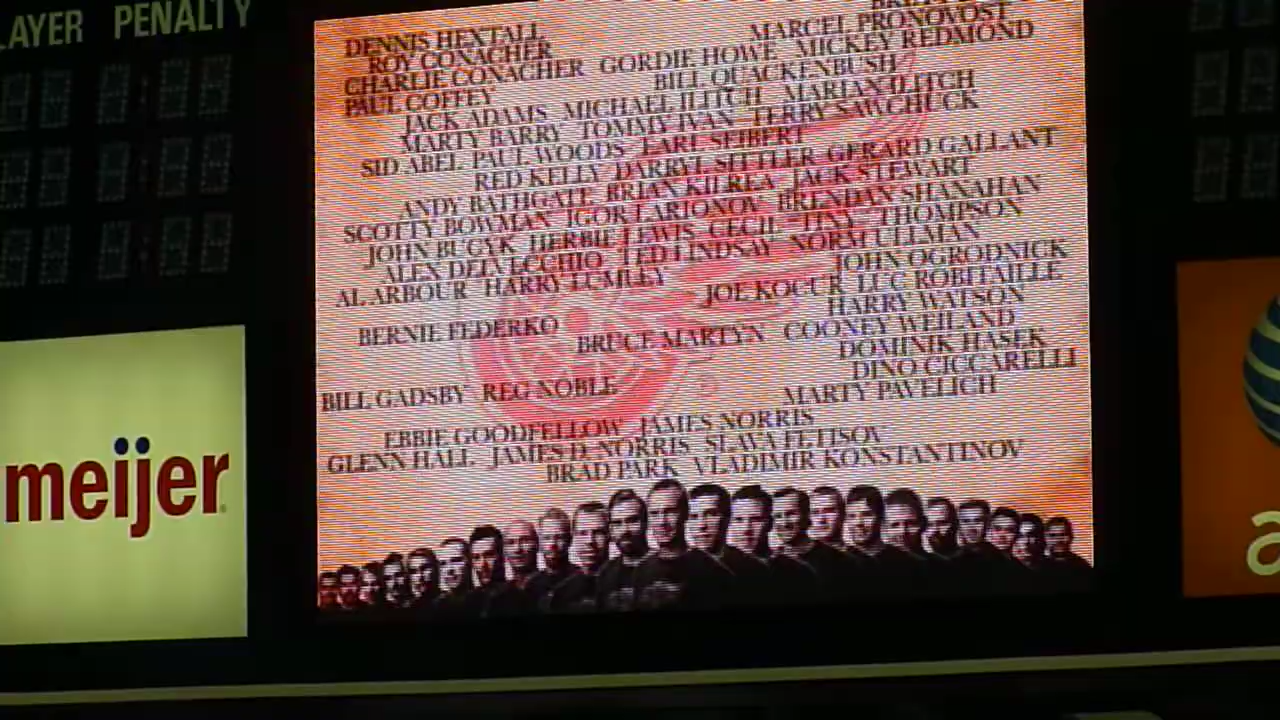 LAYER PENALTY
DENNIS HEXTALL MARCEL PRONOVOST
ROY CONACHER GORDIE HOWE MICKEY REDMOND
CHARLIE CONACHER BILL QUACKENBUSH
PAUL COFFEY MICHAEL ILITCH MARIAN ILITCH
JACK ADAMS TOMMY IVAN TERRY SAWCHUCK
MARTY BARRY EARL SEIBERT
SID ABEL PAUL WOODS DARRYL SITTLER GERARD GALLANT
RED KELLY BRIAN KILREA JACK STEWART
ANDY BATHGATE IGOR LARIONOV BRENDAN SHANAHAN
SCOTTY BOWMAN HERBIE LEWIS CECIL "TINY" THOMPSON
JOHN BUCYK TED LINDSAY NORM ULLMAN
ALEX DELVECCHIO JOHN OGRODNICK
AL ARBOUR HARRY LUMLEY JOE KOCUR LUC ROBITAILLE
HARRY WATSON
BERNIE FEDERKO BRUCE MARTYN COONEY WEILAND
DOMINIK HASEK
DINO CICCARELLI
BILL GADSBY REG NOBLE MARTY PAVELICH
EBBIE GOODFELLOW JAMES NORRIS
GLENN HALL JAMES D. NORRIS SLAVA FETISOV
BRAD PARK VLADIMIR KONSTANTINOV
meijer
a